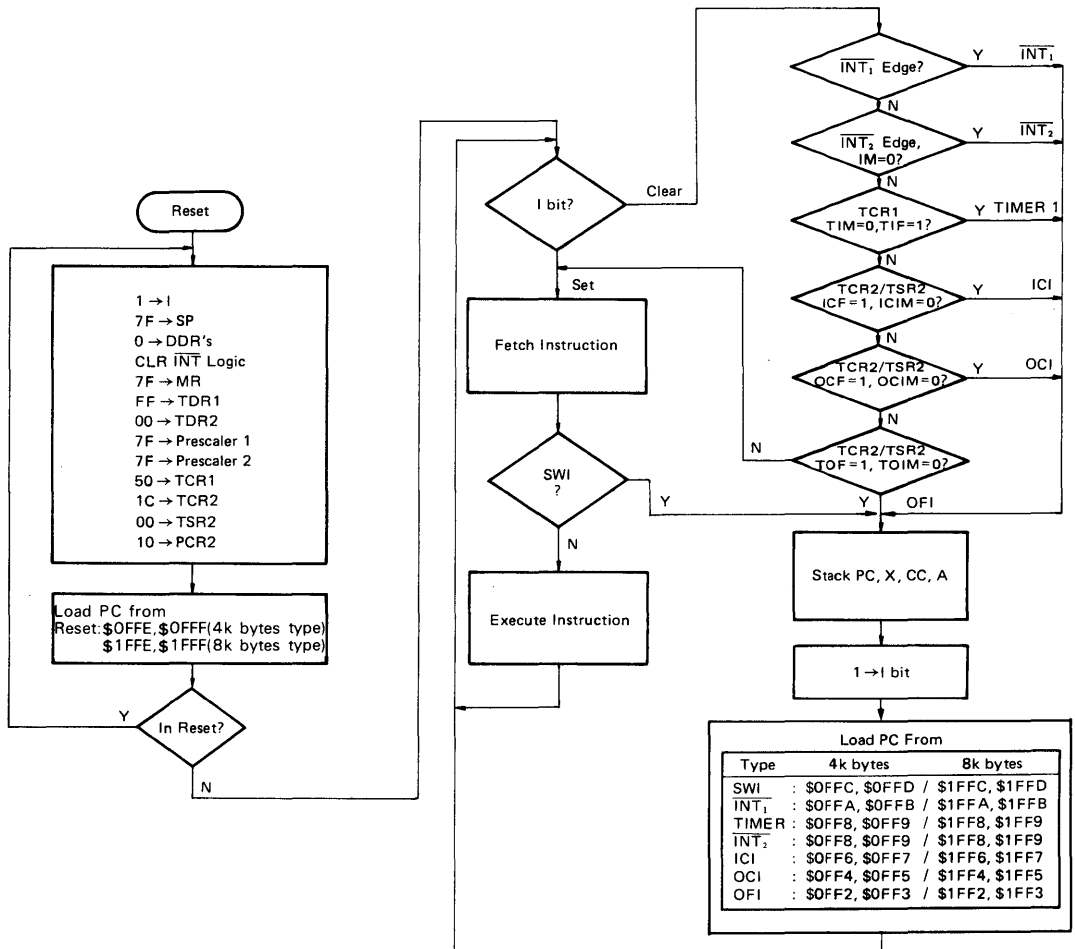 Reset
1→I
7F→SP
0→DDR's
CLR INT Logic
7F→MR
FF→TDR1
00→TDR2
7F→Prescaler 1
7F→Prescaler 2
50→TCR1
1C→TCR2
00→TSR2
10→PCR2
Load PC from
Reset:$0FFE,$0FFF(4k bytes type)
$1FFE,$1FFF(8k bytes type)
In Reset?
Y
N
I bit?
Clear
Set
Fetch Instruction
SWI
?
Y
N
Execute Instruction
INT₁ Edge?
Y
INT₁
N
INT₂ Edge,
IM=0?
Y
INT₂
N
TCR1
TIM=0,TIF=1?
Y TIMER 1
N
TCR2/TSR2
ICF=1, ICIM=0?
Y
ICI
N
TCR2/TSR2
OCF=1, OCIM=0?
Y
OCI
N
TCR2/TSR2
TOF=1, TOIM=0?
N
OFI
Stack PC, X, CC, A
1→I bit
Load PC From
Type 4k bytes 8k bytes
SWI : $0FFC, $0FFD / $1FFC, $1FFD
INT₁ : $0FFA, $0FFB / $1FFA, $1FFB
TIMER : $0FF8, $0FF9 / $1FF8, $1FF9
INT₂ : $0FF8, $0FF9 / $1FF8, $1FF9
ICI : $0FF6, $0FF7 / $1FF6, $1FF7
OCI : $0FF4, $0FF5 / $1FF4, $1FF5
OFI : $0FF2, $0FF3 / $1FF2, $1FF3